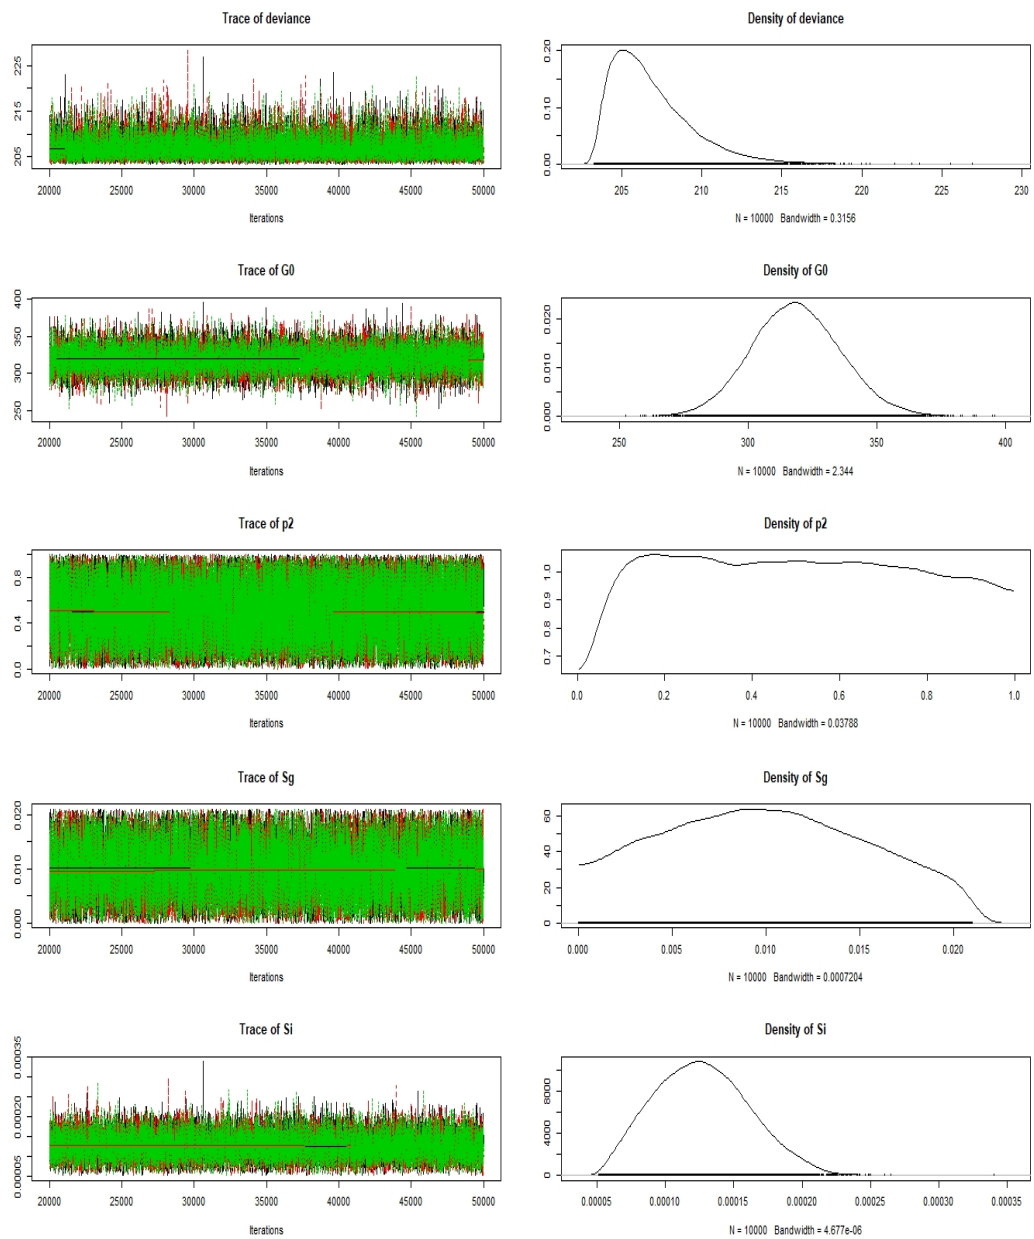 Trace of deviance
Density of deviance
205 215 225
20000 25000 30000 35000 40000 45000 50000
Iterations
0.00 0.10 0.20
205 210 215 220 225 230
N = 10000 Bandwidth = 0.3156
Trace of G0
Density of G0
250 300 350 400
20000 25000 30000 35000 40000 45000 50000
Iterations
0.000 0.010 0.020
250 300 350 400
N = 10000 Bandwidth = 2.344
Trace of p2
Density of p2
0.0 0.4 0.8
20000 25000 30000 35000 40000 45000 50000
Iterations
0.7 0.8 0.9 1.0
0.0 0.2 0.4 0.6 0.8 1.0
N = 10000 Bandwidth = 0.03788
Trace of Sg
Density of Sg
0.000 0.010 0.020
20000 25000 30000 35000 40000 45000 50000
Iterations
0 20 40 60
0.000 0.005 0.010 0.015 0.020
N = 10000 Bandwidth = 0.0007204
Trace of Si
Density of Si
0.00005 0.00020 0.00035
20000 25000 30000 35000 40000 45000 50000
Iterations
0 4000 8000
0.00005 0.00010 0.00015 0.00020 0.00025 0.00030 0.00035
N = 10000 Bandwidth = 4.677e-06